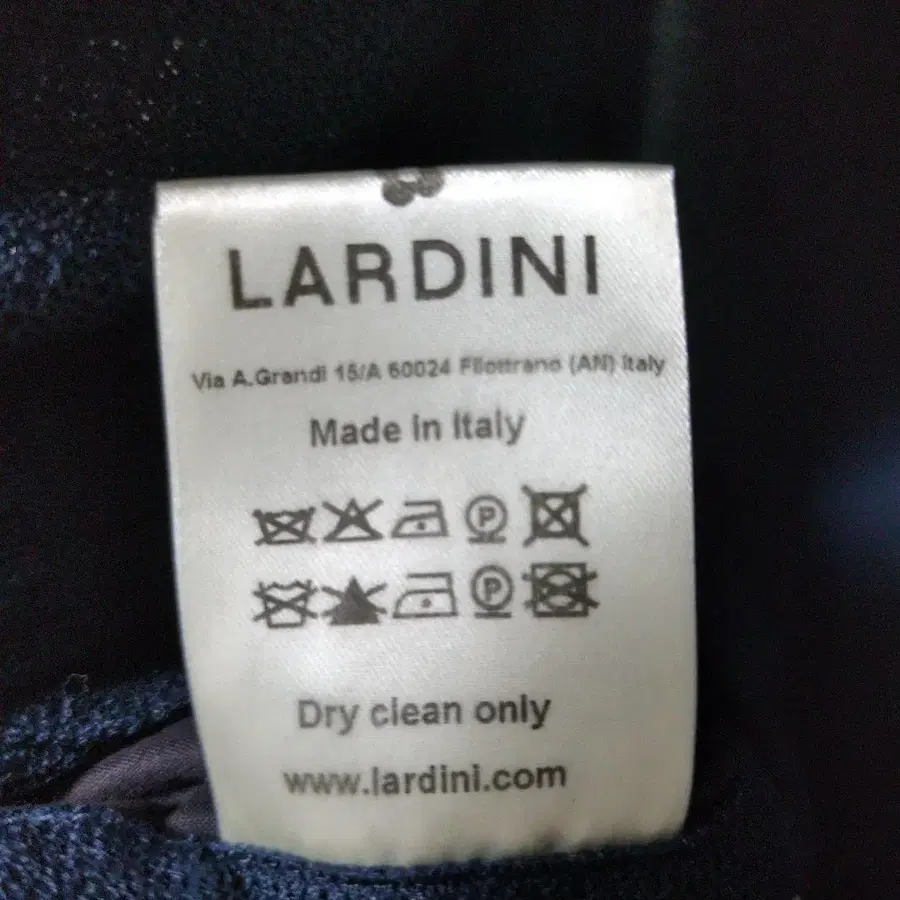 LARDINI
Via A.Grandi 15/A 60024 Filottrano (AN) Italy
Made in Italy
P
P
Dry clean only
www.lardini.com